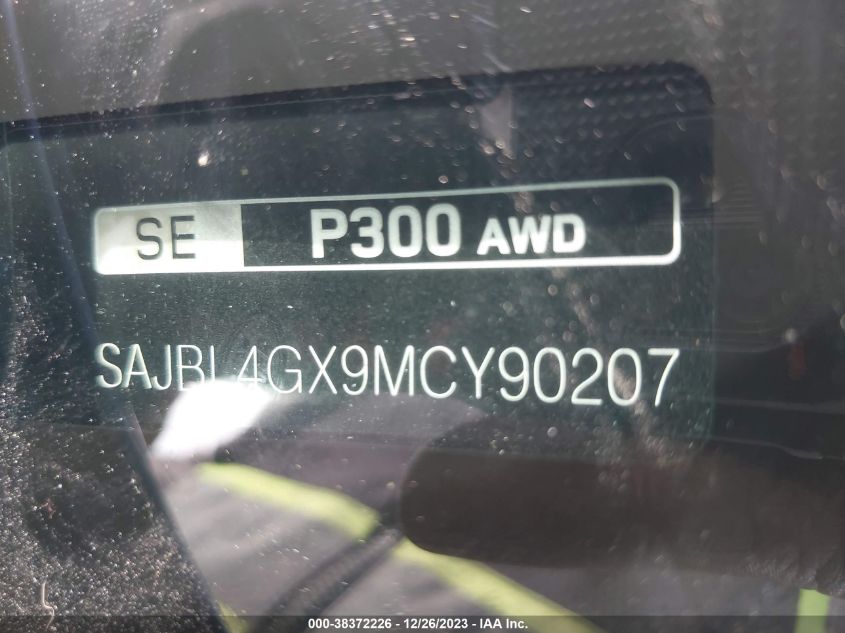 SE P300 AWD
SAJBL4GX9MCY90207
000-38372226 - 12/26/2023 - IAA Inc.